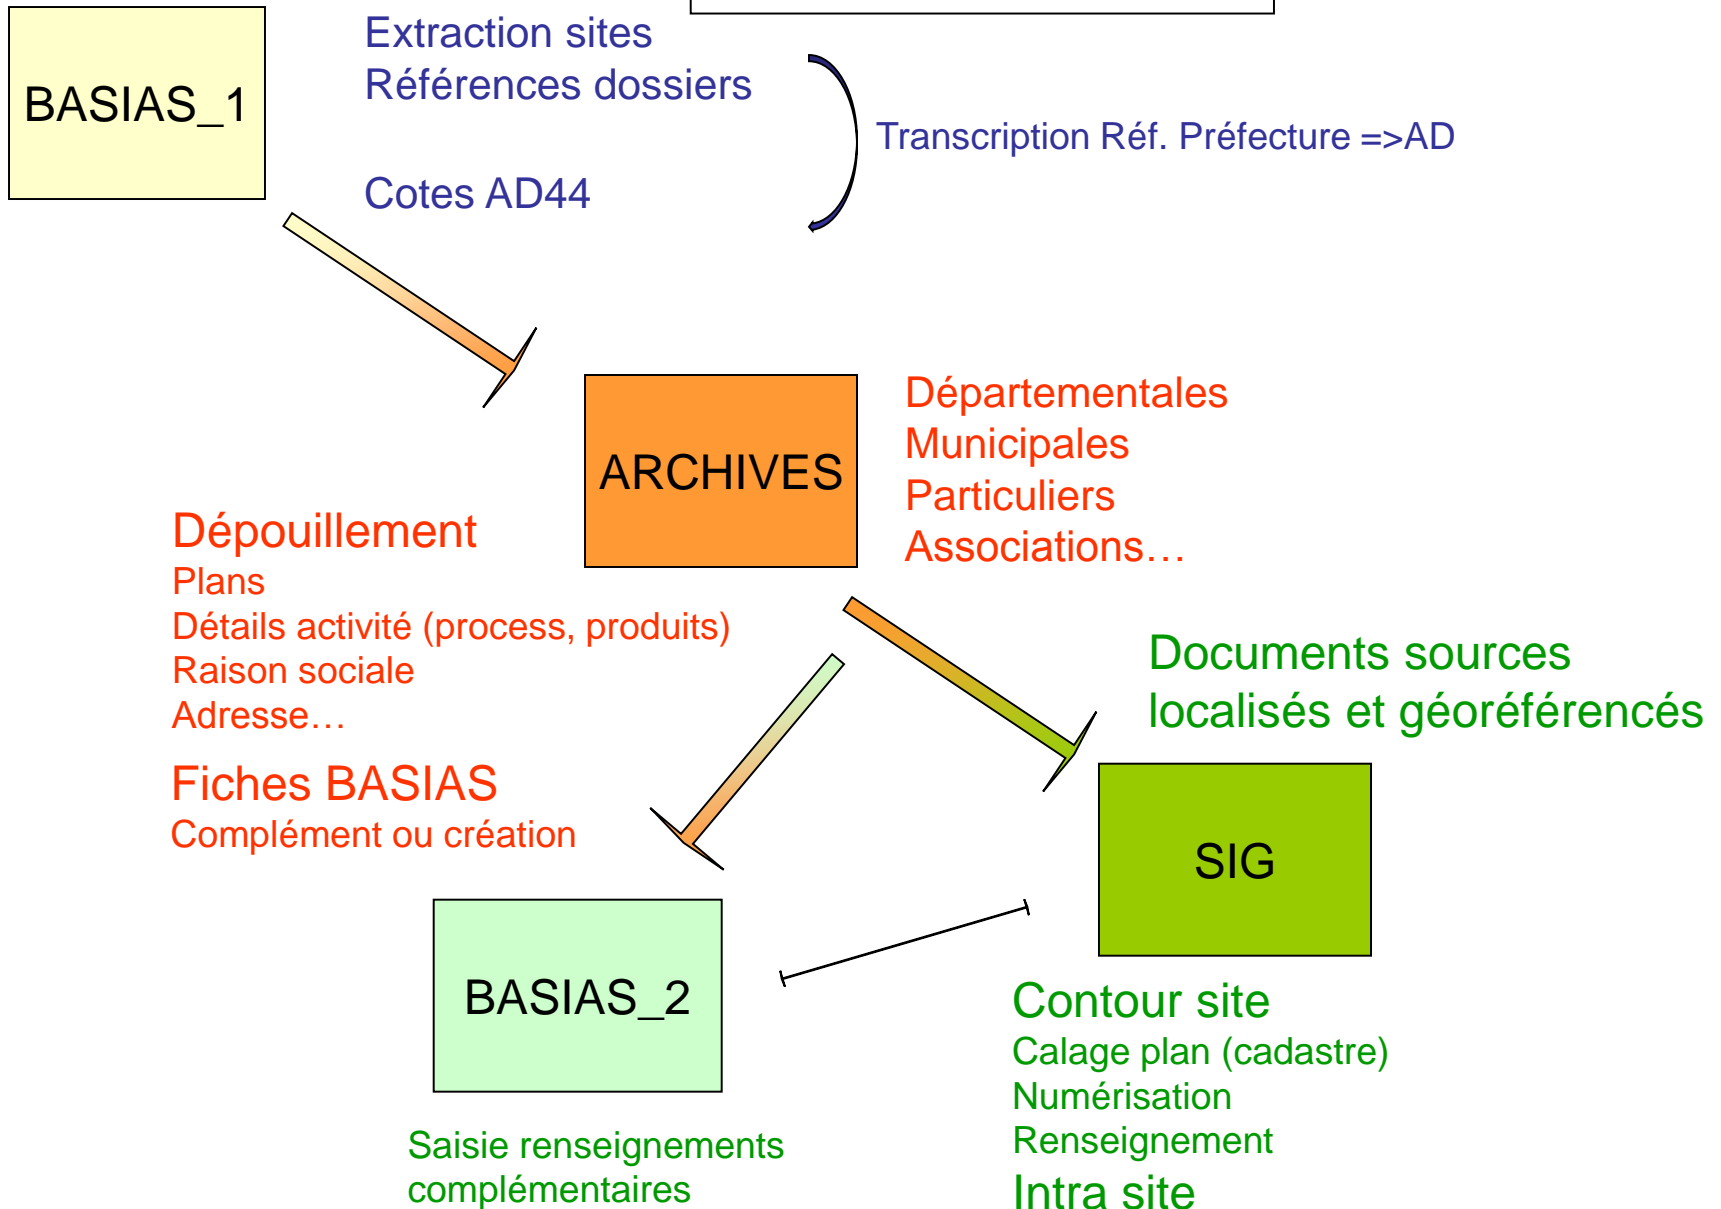 BASIAS_1
Extraction sites
Références dossiers
Cotes AD44
Transcription Réf. Préfecture =>AD
ARCHIVES
Départementales
Municipales
Particuliers
Associations…
Dépouillement
Plans
Détails activité (process, produits)
Raison sociale
Adresse…
Fiches BASIAS
Complément ou création
Documents sources
localisés et géoréférencés
SIG
BASIAS_2
Contour site
Calage plan (cadastre)
Numérisation
Renseignement
Intra site
Saisie renseignements
complémentaires